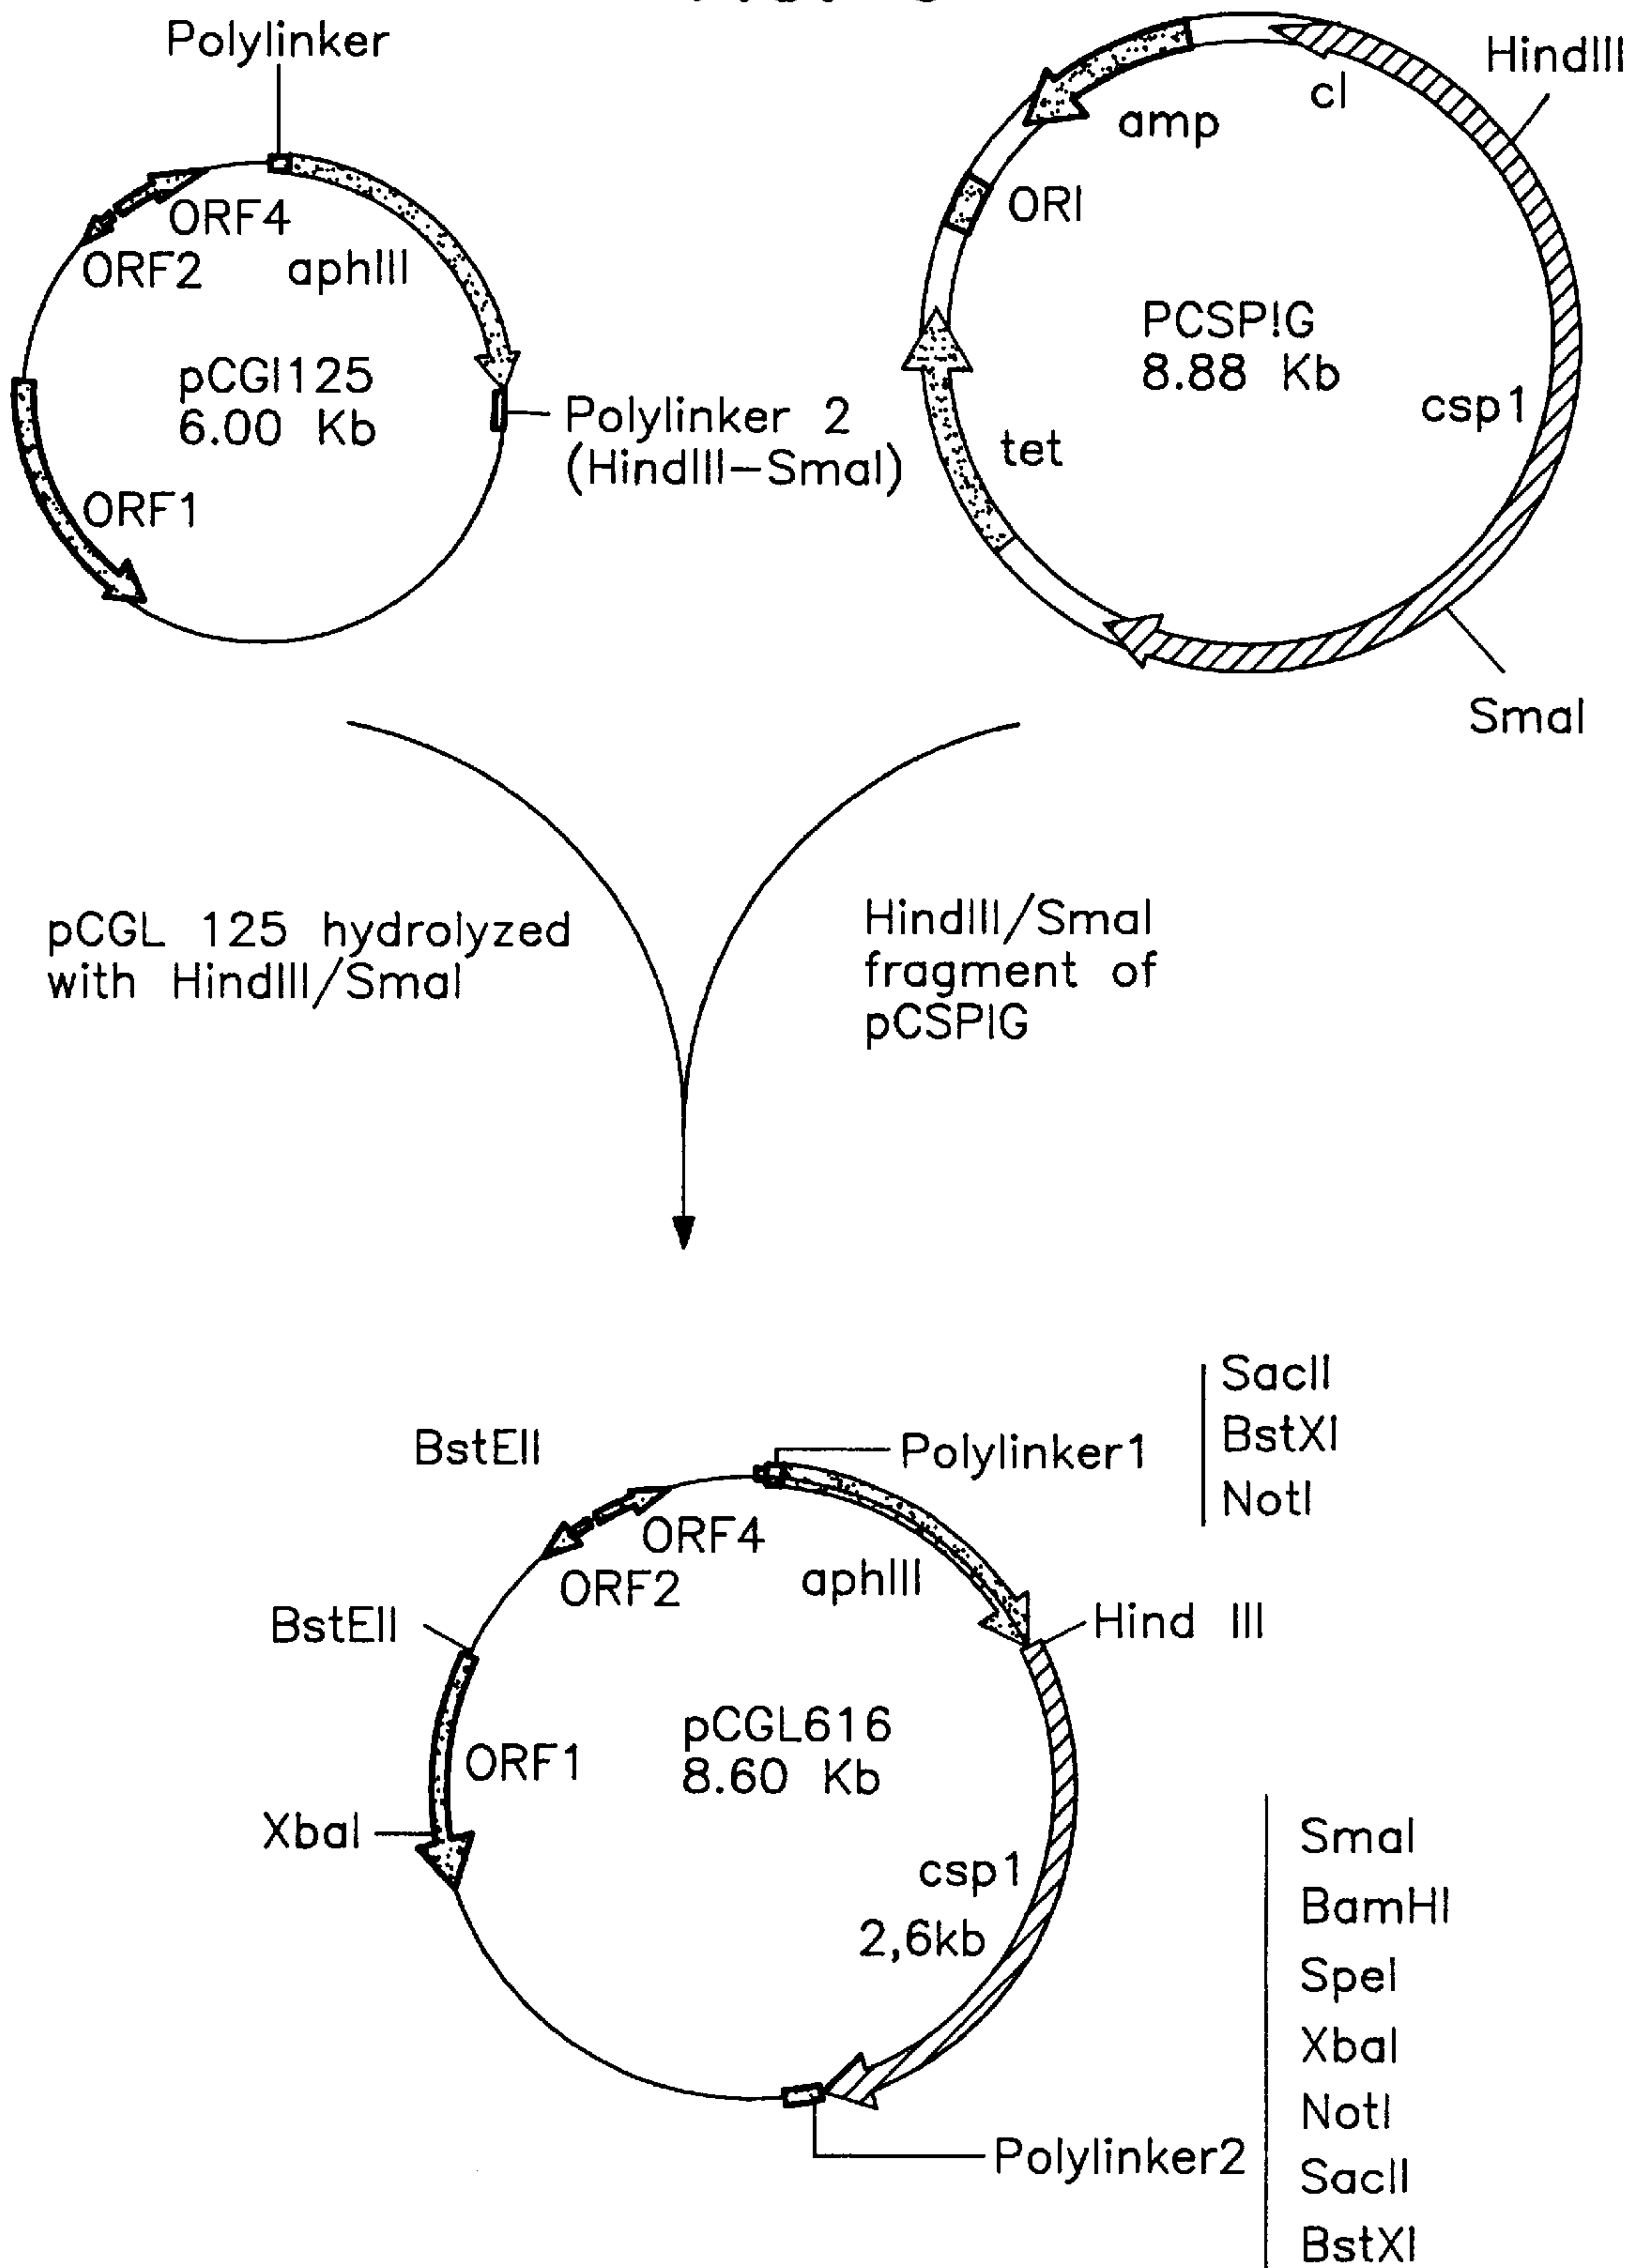 Polylinker
ORF4
ORF2
aphIII
pCGl125
6.00 Kb
Polylinker 2
(HindIII-SmaI)
ORF1
HindIII
cI
amp
ORI
PCSP!G
8.88 Kb
csp1
tet
SmaI
pCGL 125 hydrolyzed
with HindIII/SmaI
HindIII/SmaI
fragment of
pCSPIG
SacII
BstXI
NotI
BstEII
Polylinker1
ORF4
ORF2
aphIII
BstEII
Hind III
pCGL616
8.60 Kb
ORF1
XbaI
csp1
2,6kb
SmaI
BamHI
SpeI
XbaI
NotI
SacII
BstXI
Polylinker2